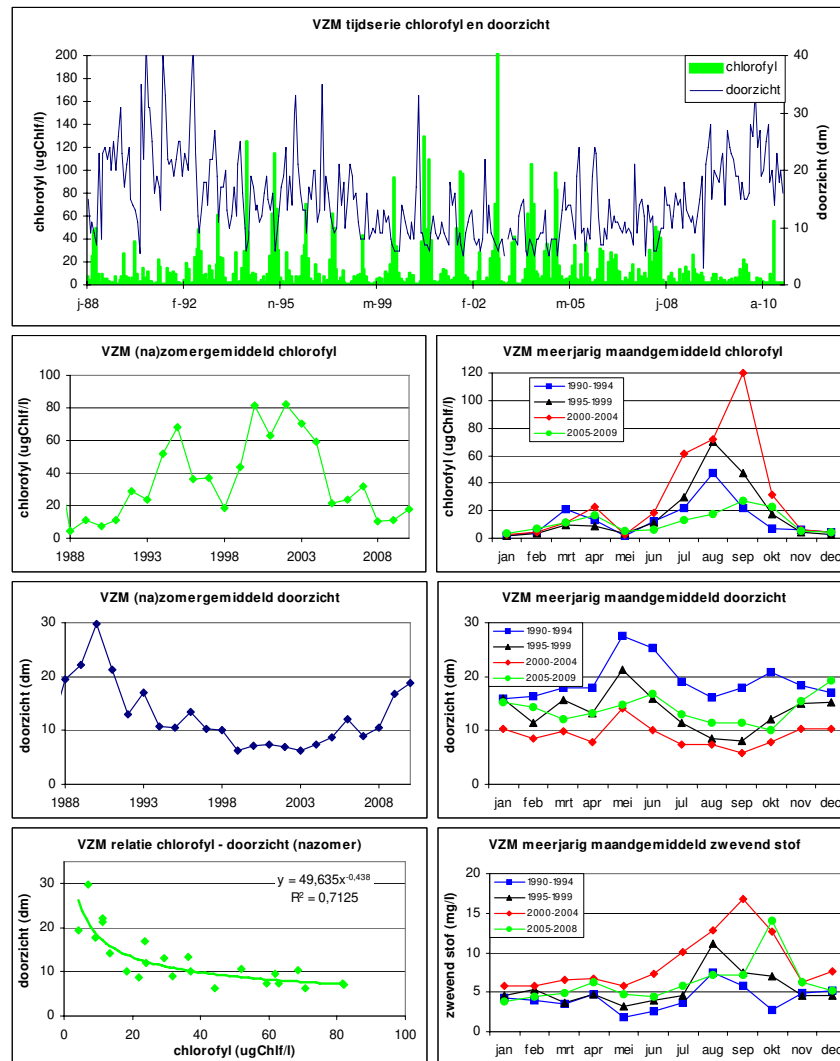 VZM tijdserie chlorofyl en doorzicht
200
180
160
140
120
100
80
60
40
20
0
chlorofyl (ugChlf/l)
40
30
20
10
0
doorzicht (dm)
chlorofyl
doorzicht
j-88 f-92 n-95 m-99 f-02 m-05 j-08 a-10
VZM (na)zomergemiddeld chlorofyl
100
80
60
40
20
0
chlorofyl (ugChlf/l)
1988 1993 1998 2003 2008
VZM meerjarig maandgemiddeld chlorofyl
120
100
80
60
40
20
0
chlorofyl (ugChlf/l)
1990-1994
1995-1999
2000-2004
2005-2009
jan feb mrt apr mei jun jul aug sep okt nov dec
VZM (na)zomergemiddeld doorzicht
30
20
10
0
doorzicht (dm)
1988 1993 1998 2003 2008
VZM meerjarig maandgemiddeld doorzicht
30
20
10
0
doorzicht (dm)
1990-1994
1995-1999
2000-2004
2005-2009
jan feb mrt apr mei jun jul aug sep okt nov dec
VZM relatie chlorofyl - doorzicht (nazomer)
y = 49,635x^-0,438
R² = 0,7125
30
20
10
0
doorzicht (dm)
0 20 40 60 80 100
chlorofyl (ugChlf/l)
VZM meerjarig maandgemiddeld zwevend stof
20
15
10
5
0
zwevend stof (mg/l)
1990-1994
1995-1999
2000-2004
2005-2008
jan feb mrt apr mei jun jul aug sep okt nov dec